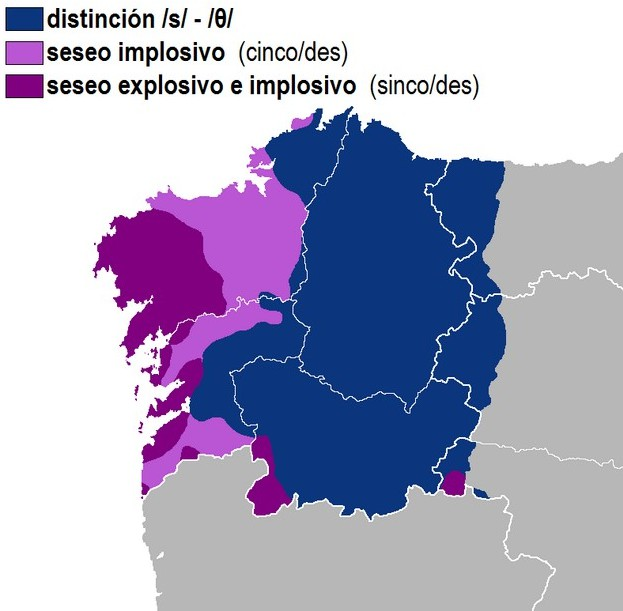 distinción /s/ - /θ/
seseo implosivo (cinco/des)
seseo explosivo e implosivo (sinco/des)